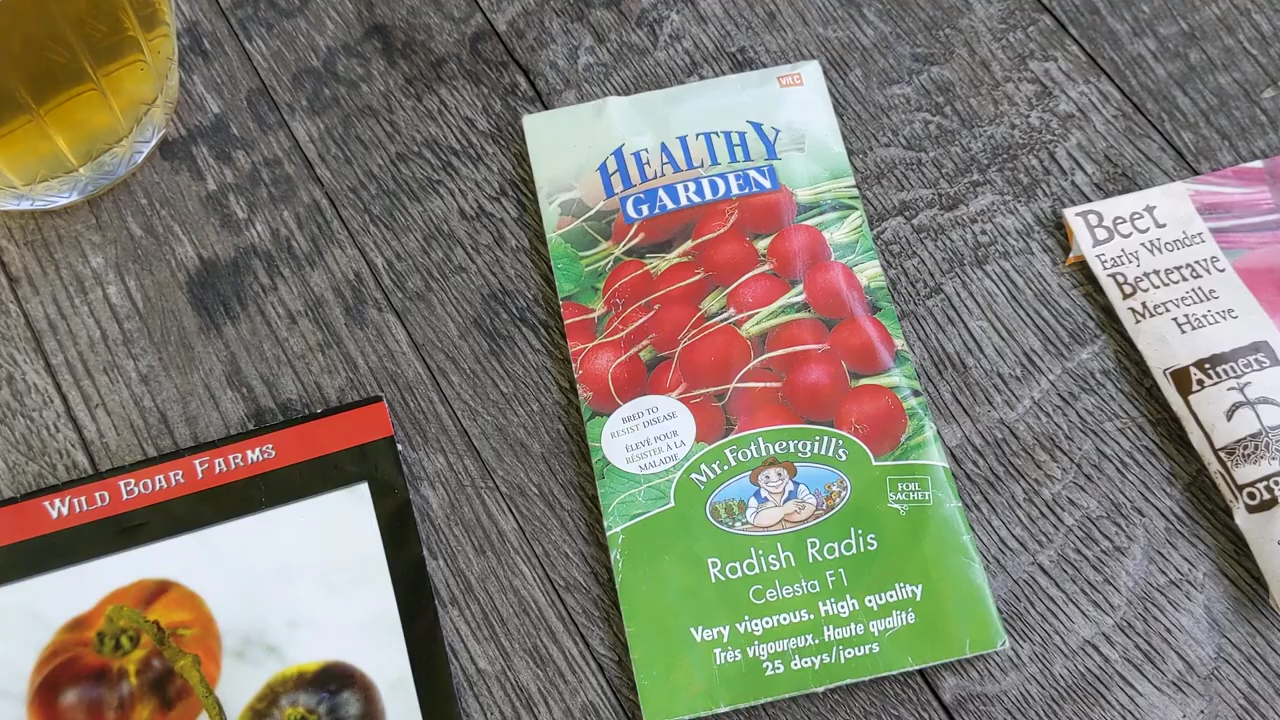 Vit C
HEALTHY
GARDEN
BRED TO
RESIST DISEASE
ÉLEVÉ POUR
RÉSISTER À LA
MALADIE
Mr. Fothergill's
FOIL
SACHET
Radish Radis
Celesta F1
Very vigorous. High quality
Très vigoureux. Haute qualité
25 days/jours
WILD BOAR FARMS
Beet
Early Wonder
Betterave
Merveille
Hâtive
Aimers